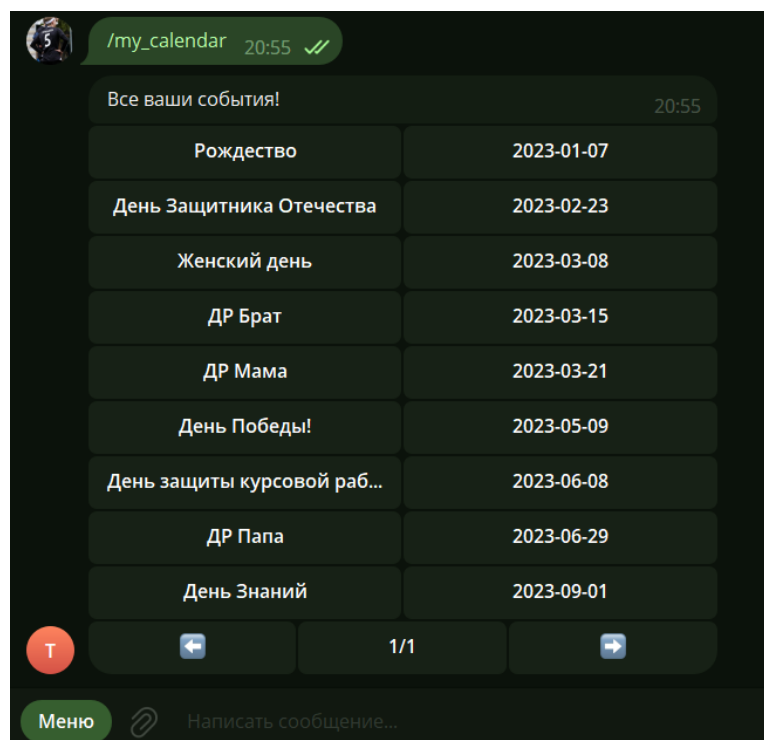 5
/my_calendar 20:55
Все ваши события! 20:55
Рождество 2023-01-07
День Защитника Отечества 2023-02-23
Женский день 2023-03-08
ДР Брат 2023-03-15
ДР Мама 2023-03-21
День Победы! 2023-05-09
День защиты курсовой раб... 2023-06-08
ДР Папа 2023-06-29
День Знаний 2023-09-01
Т 1/1
Меню Написать сообщение...